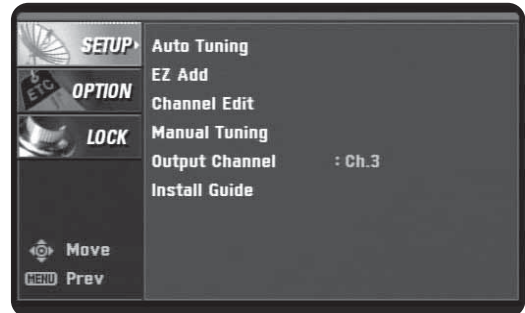 SETUP
OPTION
ETC
LOCK
Auto Tuning
EZ Add
Channel Edit
Manual Tuning
Output Channel : Ch.3
Install Guide
Move
MENU Prev